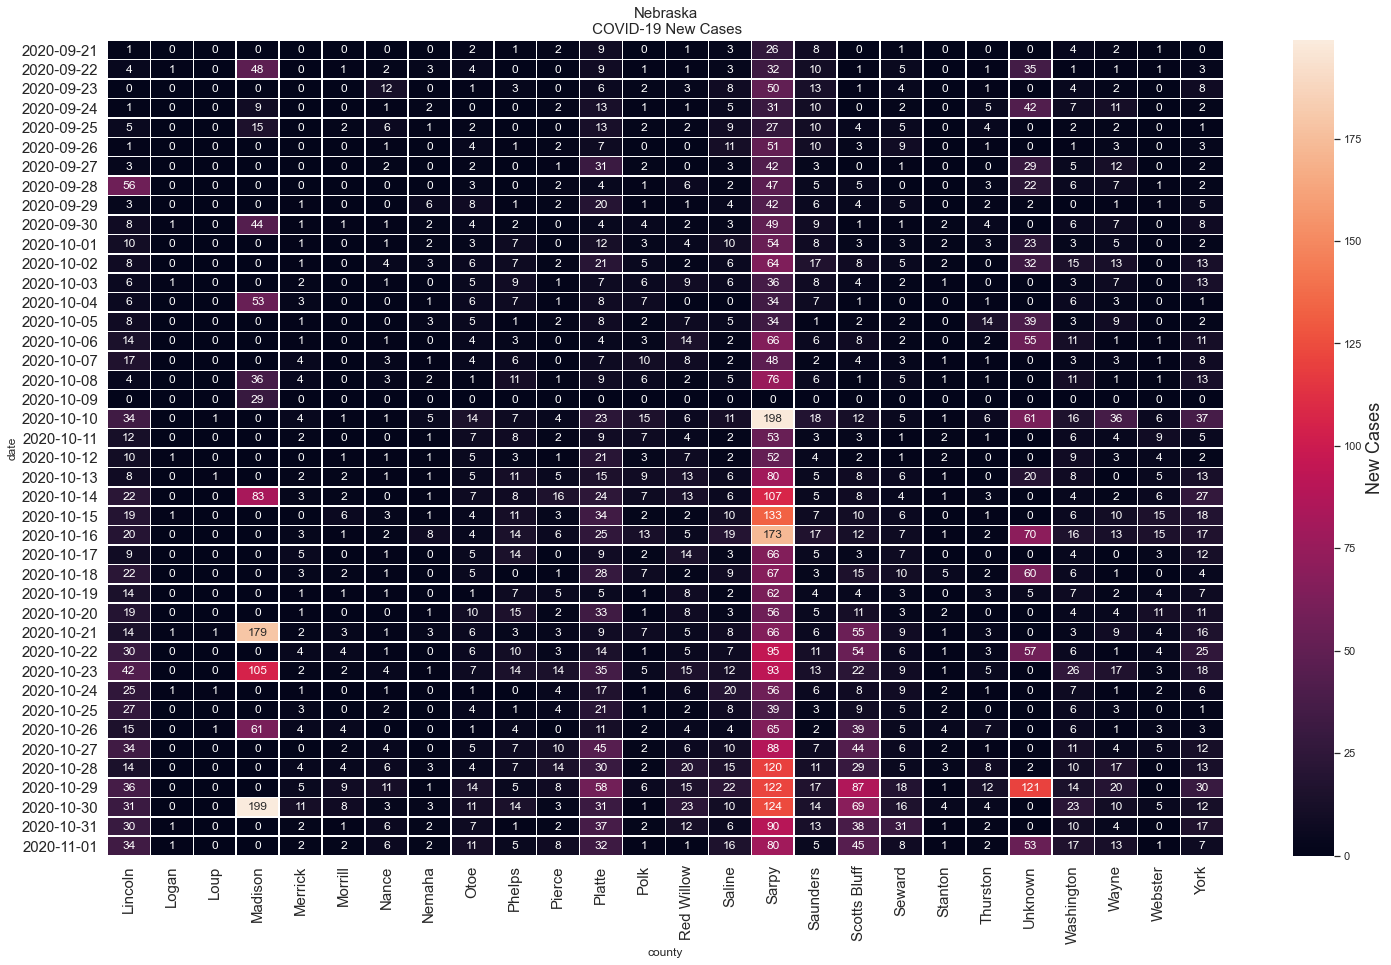 Nebraska
COVID-19 New Cases
2020-09-21 1 0 0 0 0 0 0 0 2 1 2 9 0 1 3 26 8 0 1 0 0 0 4 2 1 0
2020-09-22 4 1 0 48 0 1 2 3 4 0 0 9 1 1 3 32 10 1 5 0 1 35 1 1 1 3
2020-09-23 0 0 0 0 0 0 12 0 1 3 0 6 2 3 8 50 13 1 4 0 1 0 4 2 0 8
2020-09-24 1 0 0 9 0 0 1 2 0 0 2 13 1 1 5 31 10 0 2 0 5 42 7 11 0 2
2020-09-25 5 0 0 15 0 2 6 1 2 0 0 13 2 2 9 27 10 4 5 0 4 0 2 2 0 1
2020-09-26 1 0 0 0 0 0 1 0 4 1 2 7 0 0 11 51 10 3 9 0 1 0 1 3 0 3
2020-09-27 3 0 0 0 0 0 2 0 2 0 1 31 2 0 3 42 3 0 1 0 0 29 5 12 0 2
2020-09-28 56 0 0 0 0 0 0 0 3 0 2 4 1 6 2 47 5 5 0 0 3 22 6 7 1 2
2020-09-29 3 0 0 0 1 0 0 6 8 1 2 20 1 1 4 42 6 4 5 0 2 2 0 1 1 5
2020-09-30 8 1 0 44 1 1 1 2 4 2 0 4 4 2 3 49 9 1 1 2 4 0 6 7 0 8
2020-10-01 10 0 0 0 1 0 1 2 3 7 0 12 3 4 10 54 8 3 3 2 3 23 3 5 0 2
2020-10-02 8 0 0 0 1 0 4 3 6 7 2 21 5 2 6 64 17 8 5 2 0 32 15 13 0 13
2020-10-03 6 1 0 0 2 0 1 0 5 9 1 7 6 9 6 36 8 4 2 1 0 0 3 7 0 13
2020-10-04 6 0 0 53 3 0 0 1 6 7 1 8 7 0 0 34 7 1 0 0 1 0 6 3 0 1
2020-10-05 8 0 0 0 1 0 0 3 5 1 2 8 2 7 5 34 1 2 2 0 14 39 3 9 0 2
2020-10-06 14 0 0 0 1 0 1 0 4 3 0 4 3 14 2 66 6 8 2 0 2 55 11 1 1 11
2020-10-07 17 0 0 0 4 0 3 1 4 6 0 7 10 8 2 48 2 4 3 1 1 0 3 3 1 8
2020-10-08 4 0 0 36 4 0 3 2 1 11 1 9 6 2 5 76 6 1 5 1 1 0 11 1 1 13
2020-10-09 0 0 0 29 0 0 0 0 0 0 0 0 0 0 0 0 0 0 0 0 0 0 0 0 0 0
2020-10-10 34 0 1 0 4 1 1 5 14 7 4 23 15 6 11 198 18 12 5 1 6 61 16 36 6 37
2020-10-11 12 0 0 0 2 0 0 1 7 8 2 9 7 4 2 53 3 3 1 2 1 0 6 4 9 5
2020-10-12 10 1 0 0 0 1 1 1 5 3 1 21 3 7 2 52 4 2 1 2 0 0 9 3 4 2
2020-10-13 8 0 1 0 2 2 1 1 5 11 5 15 9 13 6 80 5 8 6 1 0 20 8 0 5 13
2020-10-14 22 0 0 83 3 2 0 1 7 8 16 24 7 13 6 107 5 8 4 1 3 0 4 2 6 27
2020-10-15 19 1 0 0 0 6 3 1 4 11 3 34 2 2 10 133 7 10 6 0 1 0 6 10 15 18
2020-10-16 20 0 0 0 3 1 2 8 4 14 6 25 13 5 19 173 17 12 7 1 2 70 16 13 15 17
2020-10-17 9 0 0 0 5 0 1 0 5 14 0 9 2 14 3 66 5 3 7 0 0 0 4 0 3 12
2020-10-18 22 0 0 0 3 2 1 0 5 0 1 28 7 2 9 67 3 15 10 5 2 60 6 1 0 4
2020-10-19 14 0 0 0 1 1 1 0 1 7 5 5 1 8 2 62 4 4 3 0 3 5 7 2 4 7
2020-10-20 19 0 0 0 1 0 0 1 10 15 2 33 1 8 3 56 5 11 3 2 0 0 4 4 11 11
2020-10-21 14 1 1 179 2 3 1 3 6 3 3 9 7 5 8 66 6 55 9 1 3 0 3 9 4 16
2020-10-22 30 0 0 0 4 4 1 0 6 10 3 14 1 5 7 95 11 54 6 1 3 57 6 1 4 25
2020-10-23 42 0 0 105 2 2 4 1 7 14 14 35 5 15 12 93 13 22 9 1 5 0 26 17 3 18
2020-10-24 25 1 1 0 1 0 1 0 1 0 4 17 1 6 20 56 6 8 9 2 1 0 7 1 2 6
2020-10-25 27 0 0 0 3 0 2 0 4 1 4 21 1 2 8 39 3 9 5 2 0 0 6 3 0 1
2020-10-26 15 0 1 61 4 4 0 0 1 4 0 11 2 4 4 65 2 39 5 4 7 0 6 1 3 3
2020-10-27 34 0 0 0 0 2 4 0 5 7 10 45 2 6 10 88 7 44 6 2 1 0 11 4 5 12
2020-10-28 14 0 0 0 4 4 6 3 4 7 14 30 2 20 15 120 11 29 5 3 8 2 10 17 0 13
2020-10-29 36 0 0 0 5 9 11 1 14 5 8 58 6 15 22 122 17 87 18 1 12 121 14 20 0 30
2020-10-30 31 0 0 199 11 8 3 3 11 14 3 31 1 23 10 124 14 69 16 4 4 0 23 10 5 12
2020-10-31 30 1 0 0 2 1 6 2 7 1 2 37 2 12 6 90 13 38 31 1 2 0 10 4 0 17
2020-11-01 34 1 0 0 2 2 6 2 11 5 8 32 1 1 16 80 5 45 8 1 2 53 17 13 1 7
date
Lincoln Logan Loup Madison Merrick Morrill Nance Nemaha Otoe Phelps Pierce Platte Polk Red Willow Saline Sarpy Saunders Scotts Bluff Seward Stanton Thurston Unknown Washington Wayne Webster York
county
175
150
125
100
75
50
25
0
New Cases